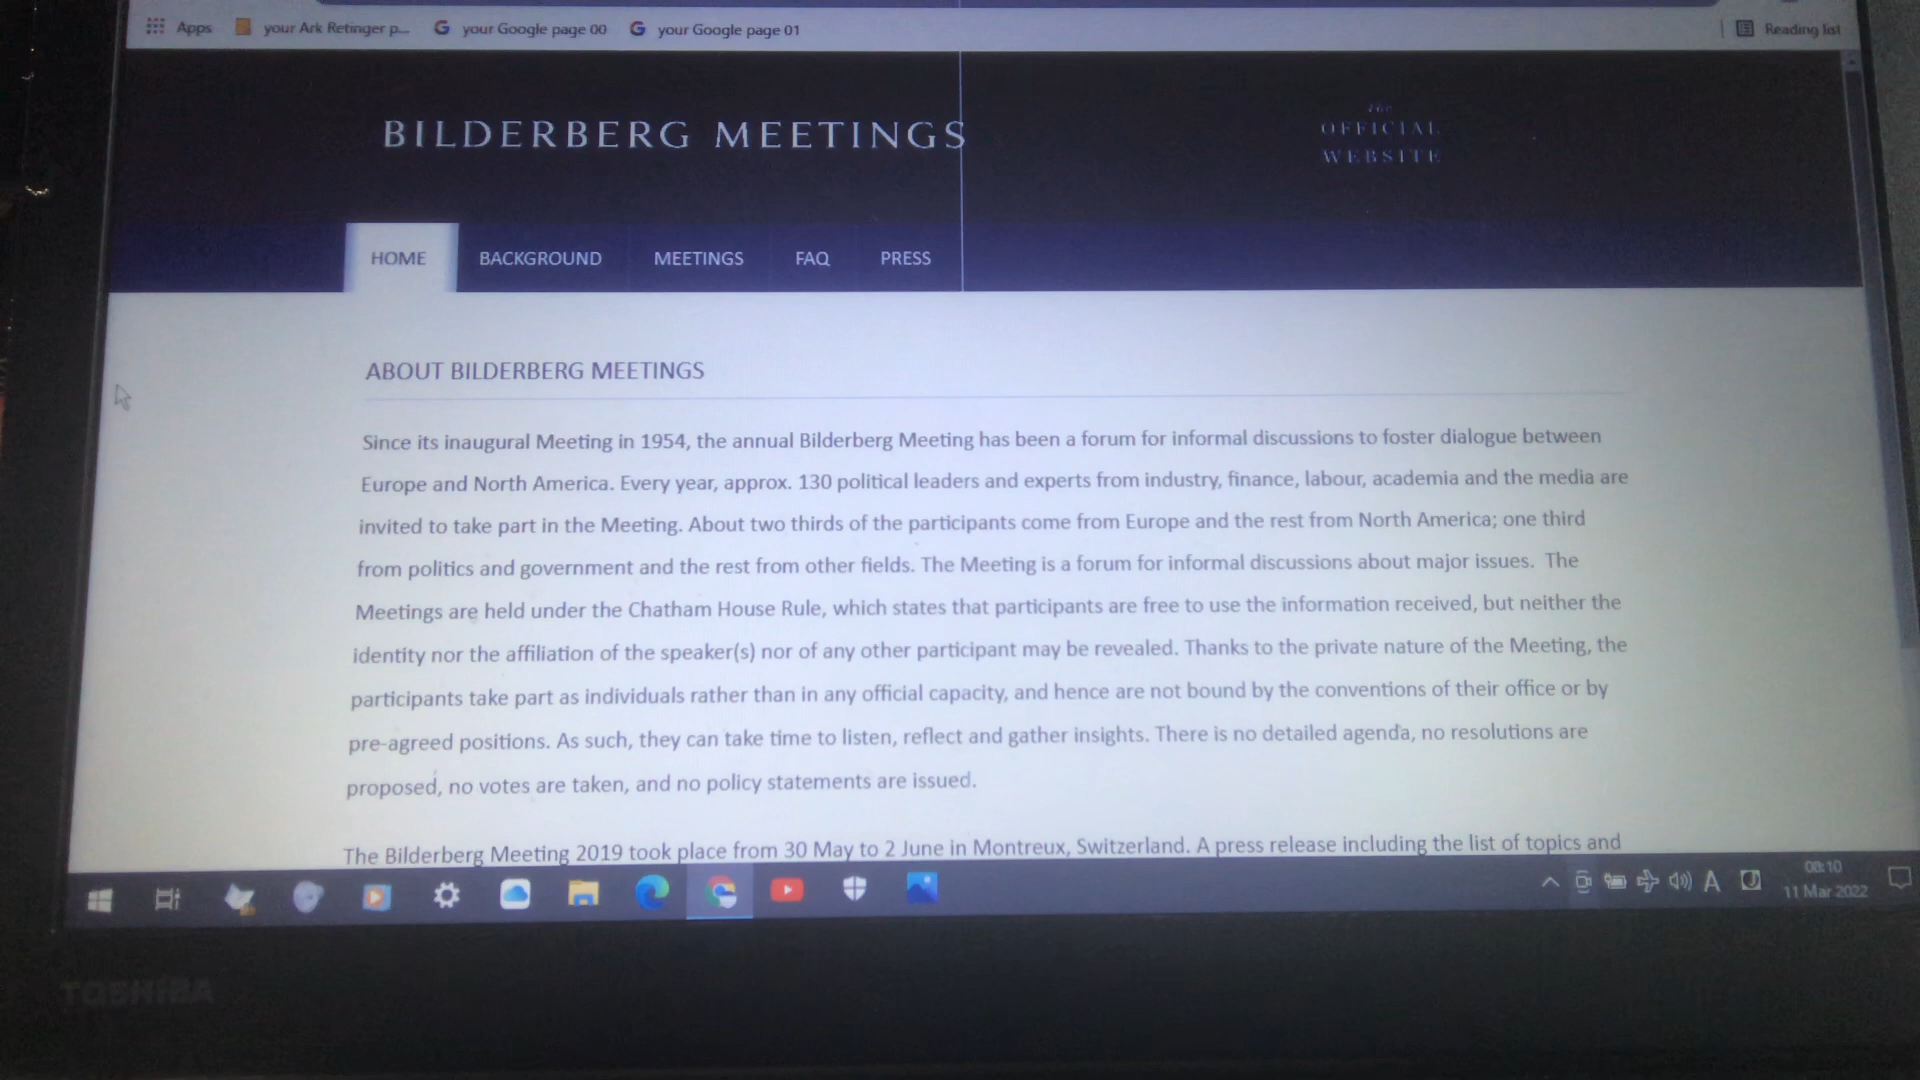 Apps your Ark Retinger p... your Google page 00 your Google page 01 Reading list
BILDERBERG MEETINGS
The
OFFICIAL
WEBSITE
HOME BACKGROUND MEETINGS FAQ PRESS
ABOUT BILDERBERG MEETINGS
Since its inaugural Meeting in 1954, the annual Bilderberg Meeting has been a forum for informal discussions to foster dialogue between
Europe and North America. Every year, approx. 130 political leaders and experts from industry, finance, labour, academia and the media are
invited to take part in the Meeting. About two thirds of the participants come from Europe and the rest from North America; one third
from politics and government and the rest from other fields. The Meeting is a forum for informal discussions about major issues. The
Meetings are held under the Chatham House Rule, which states that participants are free to use the information received, but neither the
identity nor the affiliation of the speaker(s) nor of any other participant may be revealed. Thanks to the private nature of the Meeting, the
participants take part as individuals rather than in any official capacity, and hence are not bound by the conventions of their office or by
pre-agreed positions. As such, they can take time to listen, reflect and gather insights. There is no detailed agenda, no resolutions are
proposed, no votes are taken, and no policy statements are issued.
The Bilderberg Meeting 2019 took place from 30 May to 2 June in Montreux, Switzerland. A press release including the list of topics and
A
08:10
11 Mar 2022
TOSHIBA